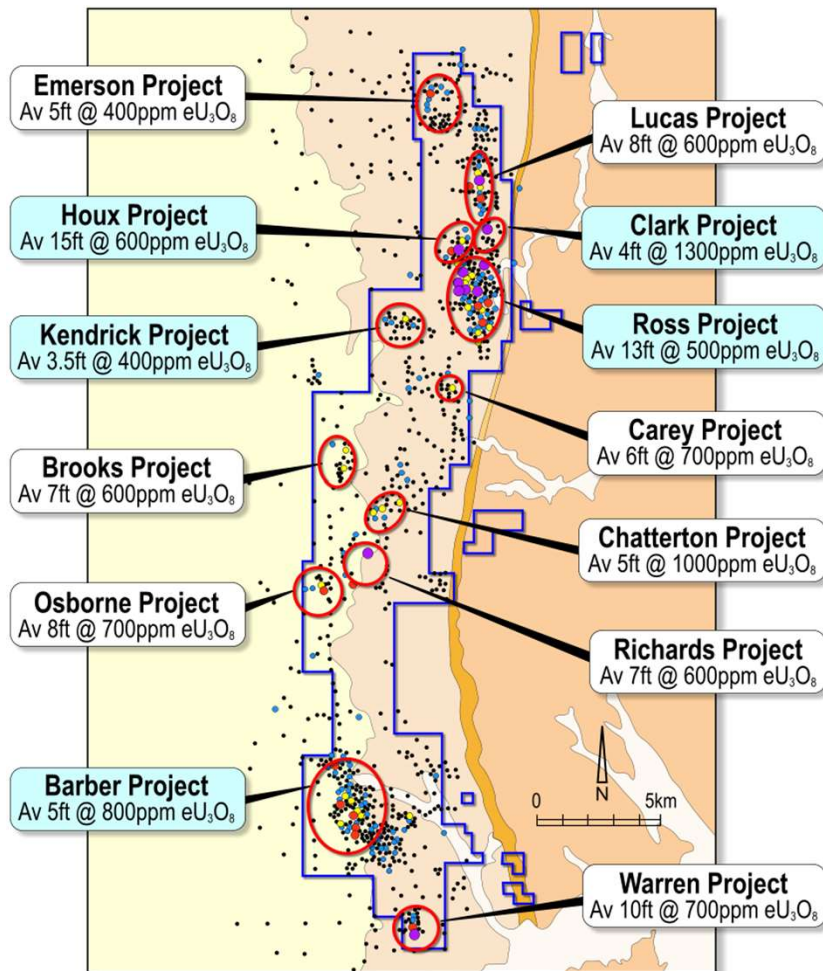 Emerson Project
Av 5ft @ 400ppm eU₃O₈
Lucas Project
Av 8ft @ 600ppm eU₃O₈
Houx Project
Av 15ft @ 600ppm eU₃O₈
Clark Project
Av 4ft @ 1300ppm eU₃O₈
Kendrick Project
Av 3.5ft @ 400ppm eU₃O₈
Ross Project
Av 13ft @ 500ppm eU₃O₈
Carey Project
Av 6ft @ 700ppm eU₃O₈
Brooks Project
Av 7ft @ 600ppm eU₃O₈
Chatterton Project
Av 5ft @ 1000ppm eU₃O₈
Osborne Project
Av 8ft @ 700ppm eU₃O₈
Richards Project
Av 7ft @ 600ppm eU₃O₈
Barber Project
Av 5ft @ 800ppm eU₃O₈
N
0 5km
Warren Project
Av 10ft @ 700ppm eU₃O₈